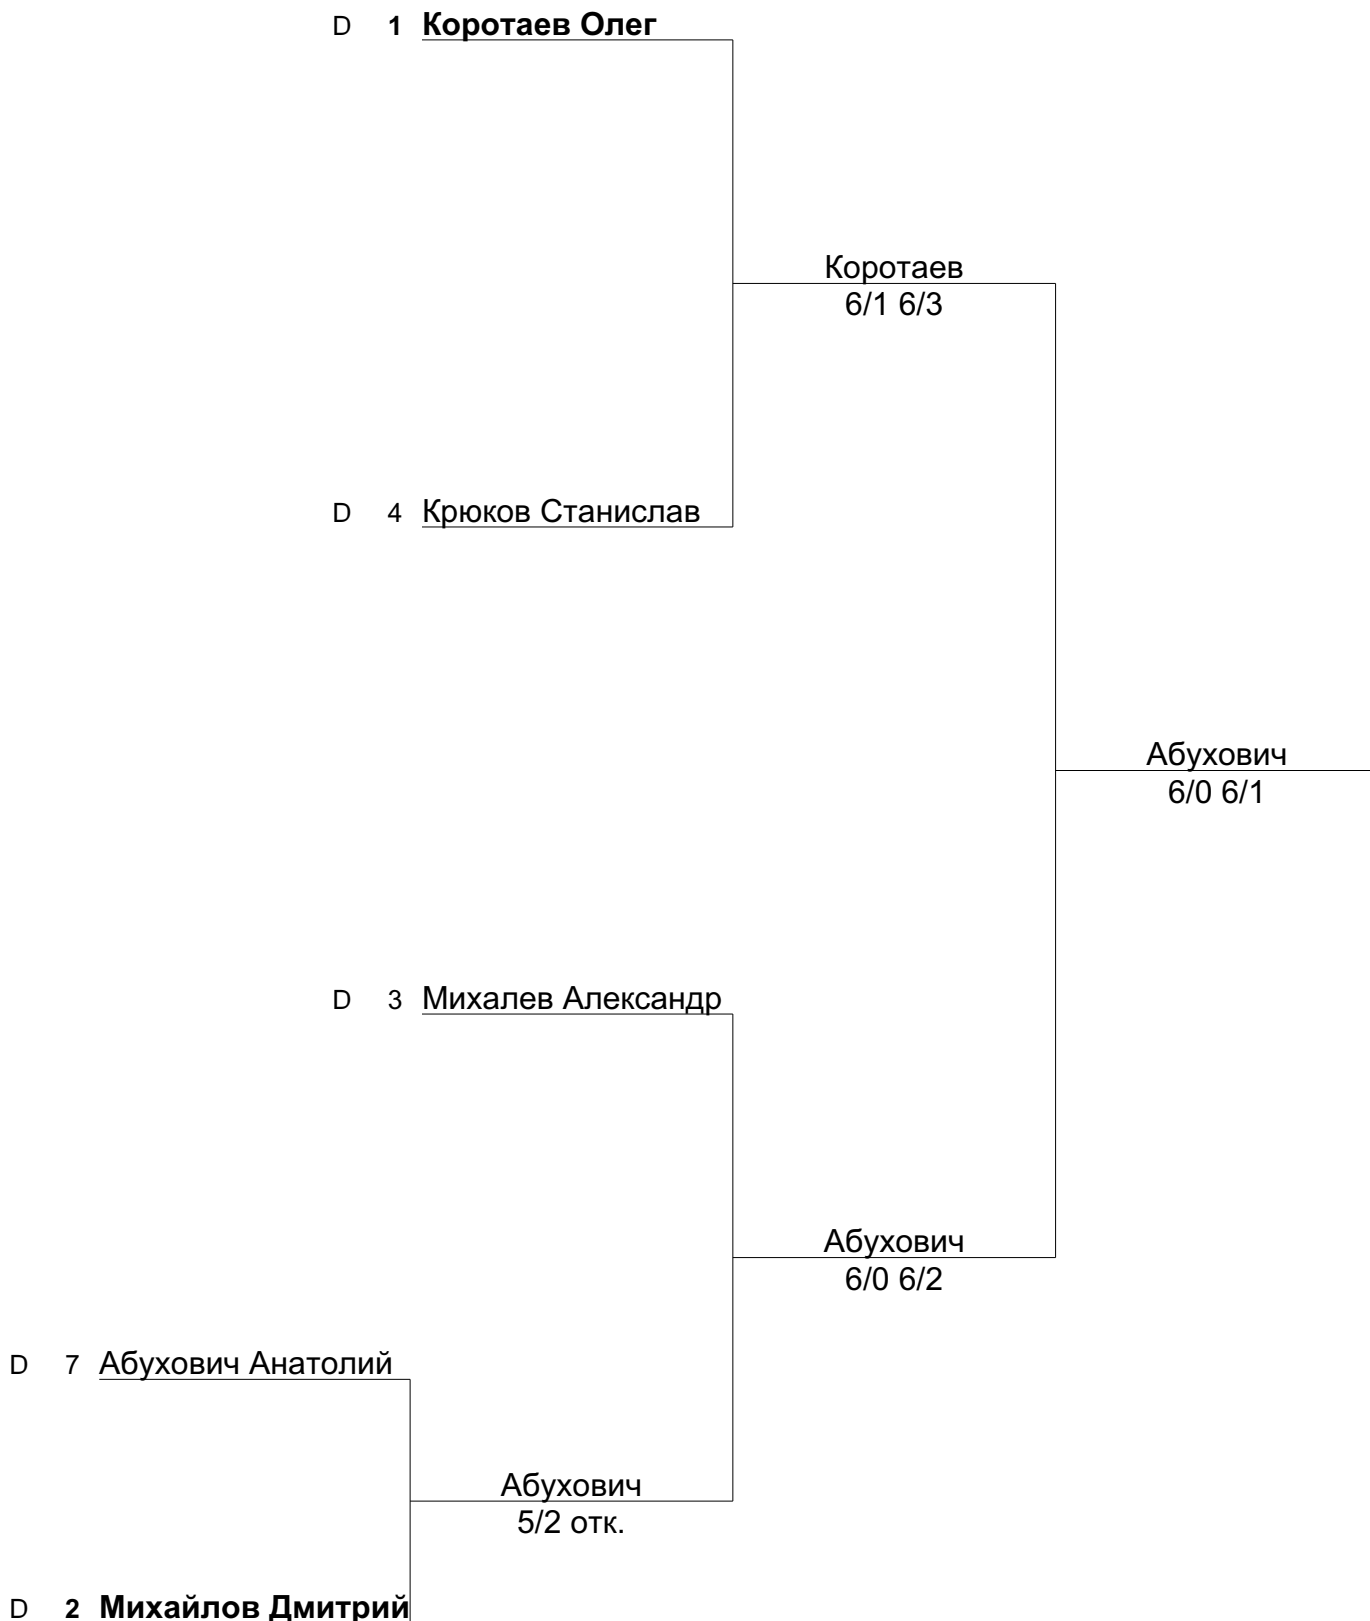 D 1 Коротаев Олег
Коротаев
6/1 6/3
D 4 Крюков Станислав
Абухович
6/0 6/1
D 3 Михалев Александр
Абухович
6/0 6/2
D 7 Абухович Анатолий
Абухович
5/2 отк.
D 2 Михайлов Дмитрий